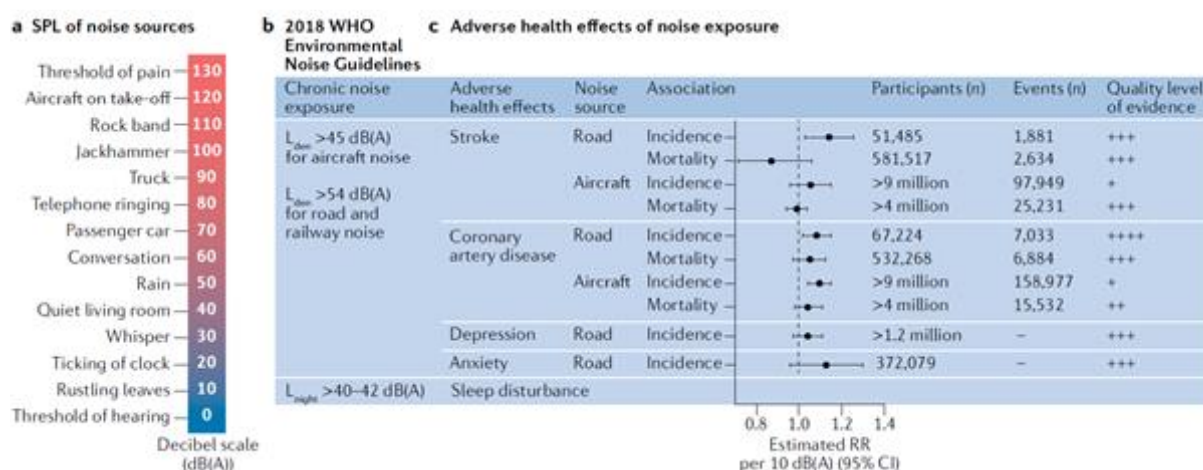 a SPL of noise sources
Threshold of pain 130
Aircraft on take-off 120
Rock band 110
Jackhammer 100
Truck 90
Telephone ringing 80
Passenger car 70
Conversation 60
Rain 50
Quiet living room 40
Whisper 30
Ticking of clock 20
Rustling leaves 10
Threshold of hearing 0
Decibel scale
(dB(A))
b 2018 WHO
Environmental
Noise Guidelines
Chronic noise
exposure
L_den >45 dB(A)
for aircraft noise
L_den >54 dB(A)
for road and
railway noise
L_night >40–42 dB(A)
c Adverse health effects of noise exposure
Adverse
health effects
Noise
source
Association
Participants (n)
Events (n)
Quality level
of evidence
Stroke Road Incidence 51,485 1,881 +++
Mortality 581,517 2,634 +++
Aircraft Incidence >9 million 97,949 +
Mortality >4 million 25,231 +++
Coronary
artery disease
Road Incidence 67,224 7,033 ++++
Mortality 532,268 6,884 +++
Aircraft Incidence >9 million 158,977 +
Mortality >4 million 15,532 ++
Depression Road Incidence >1.2 million – +++
Anxiety Road Incidence 372,079 – +++
Sleep disturbance
0.8 1.0 1.2 1.4
Estimated RR
per 10 dB(A) (95% CI)